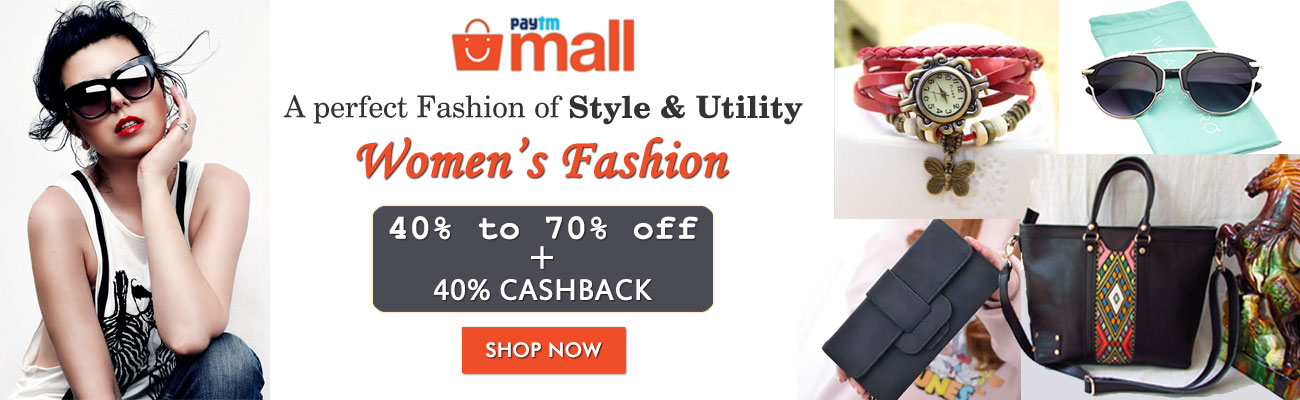 paytm
mall
A perfect Fashion of Style & Utility
Women's Fashion
40% to 70% off
+
40% CASHBACK
SHOP NOW